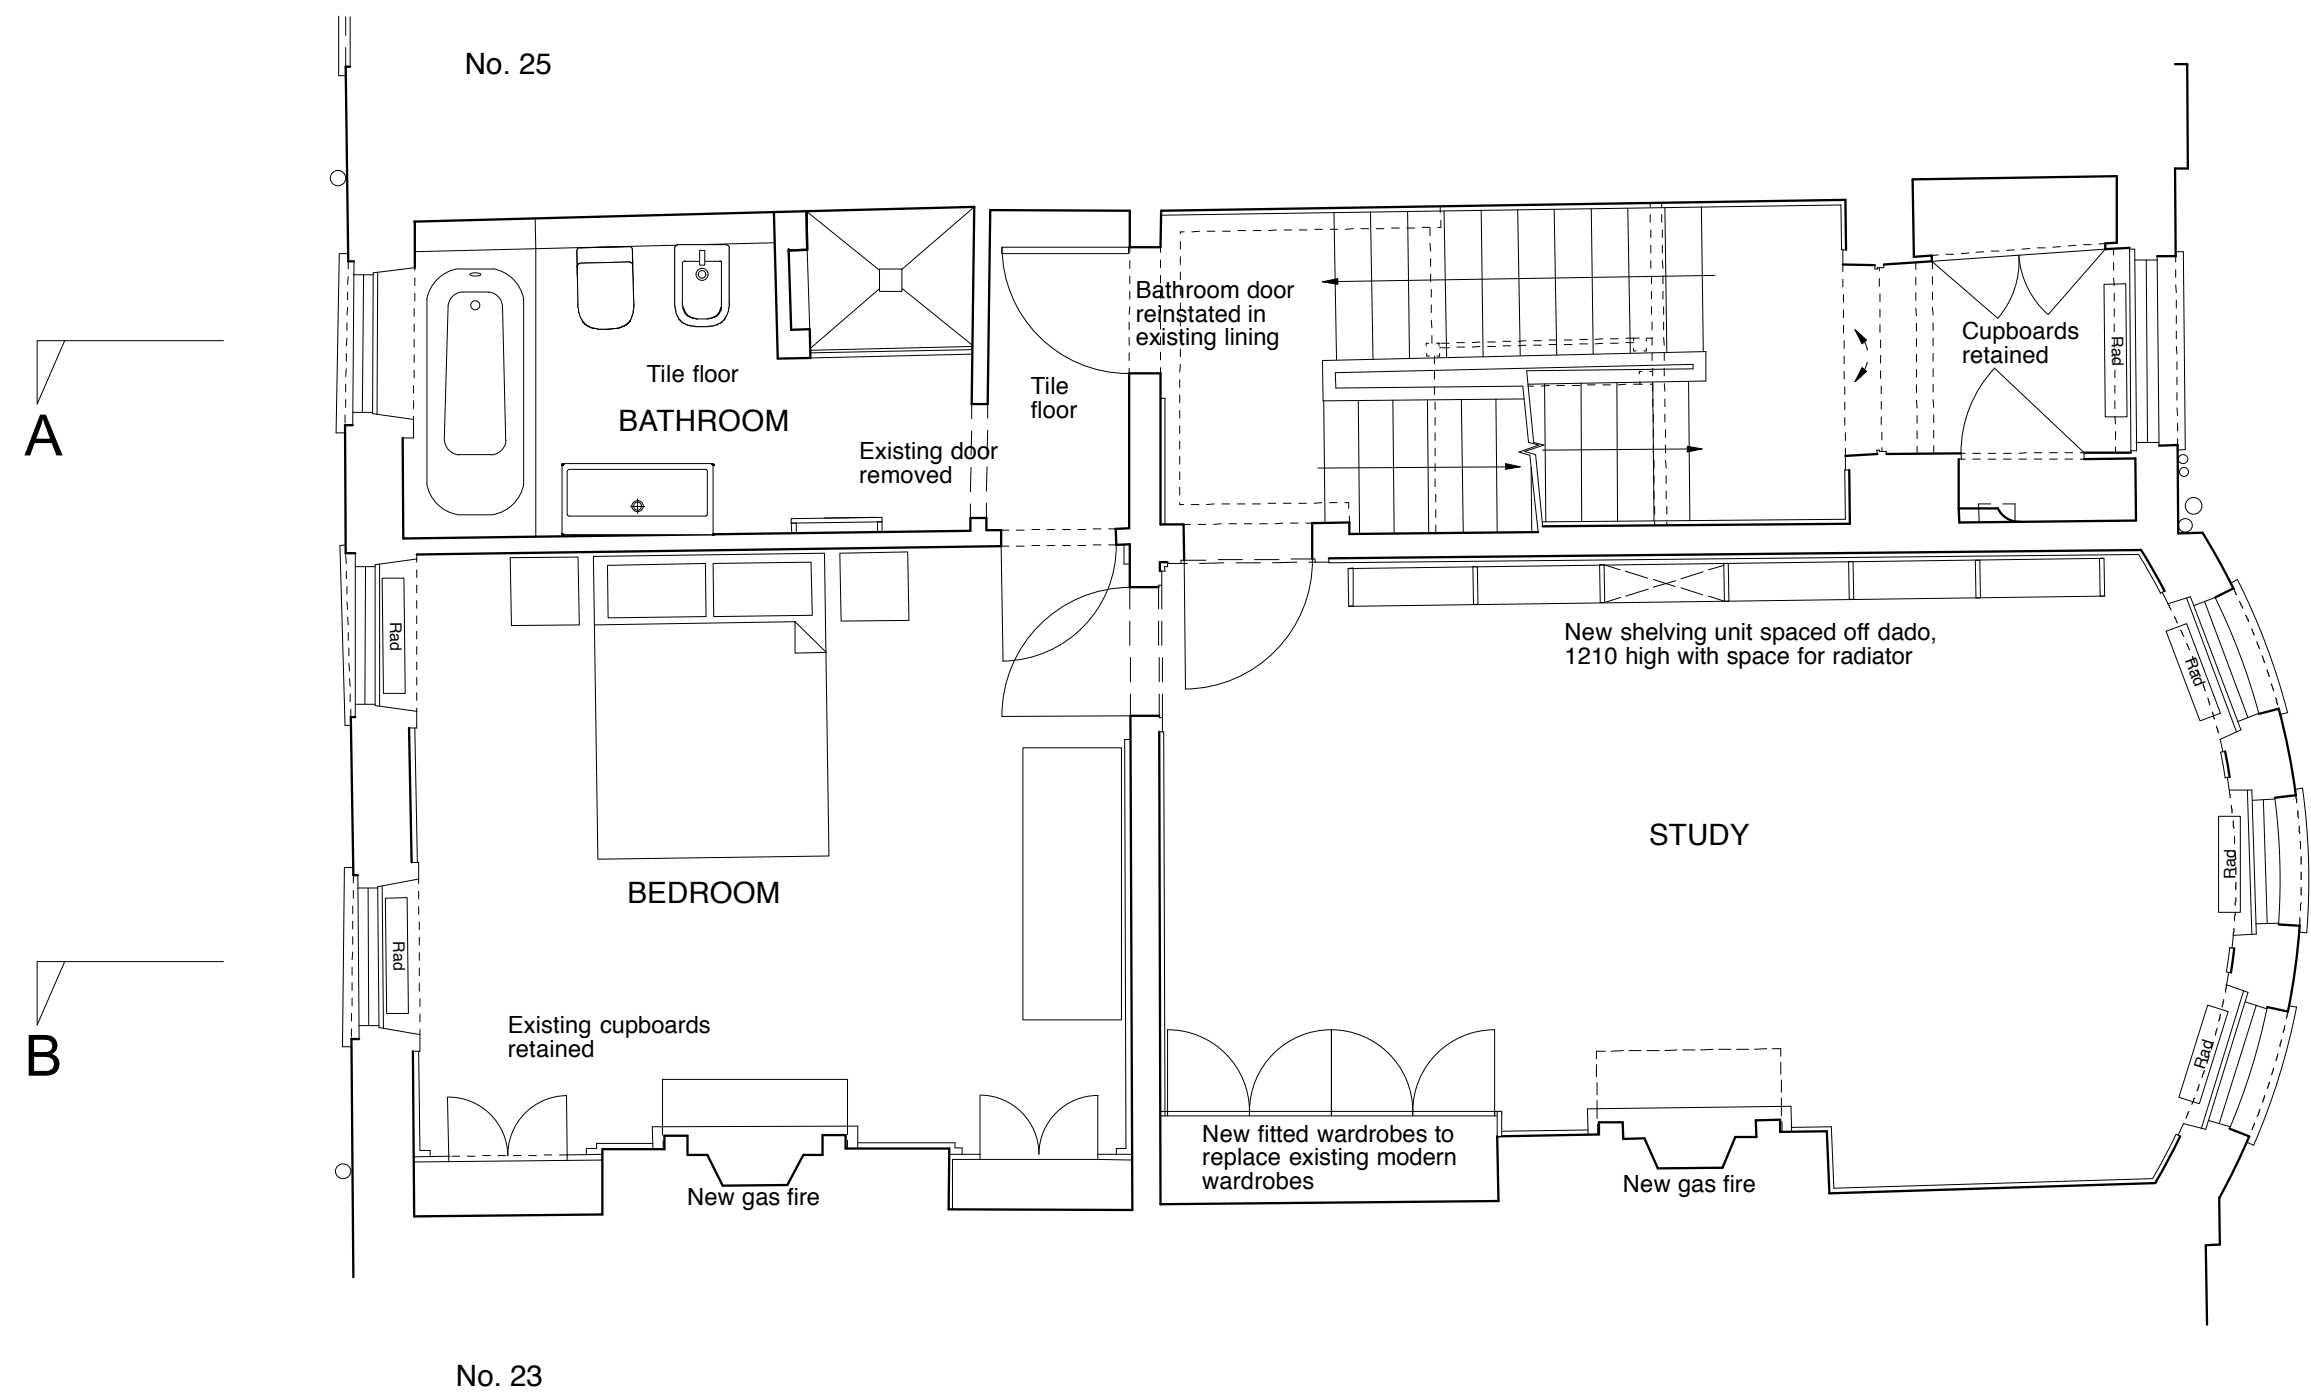 No. 25
Bathroom door
reinstated in
existing lining
Cupboards
retained
Rad
Tile floor
BATHROOM
Tile
floor
Existing door
removed
A
Rad
New shelving unit spaced off dado,
1210 high with space for radiator
Rad
STUDY
Rad
BEDROOM
Rad
Existing cupboards
retained
B
Rad
New fitted wardrobes to
replace existing modern
wardrobes
New gas fire
New gas fire
No. 23